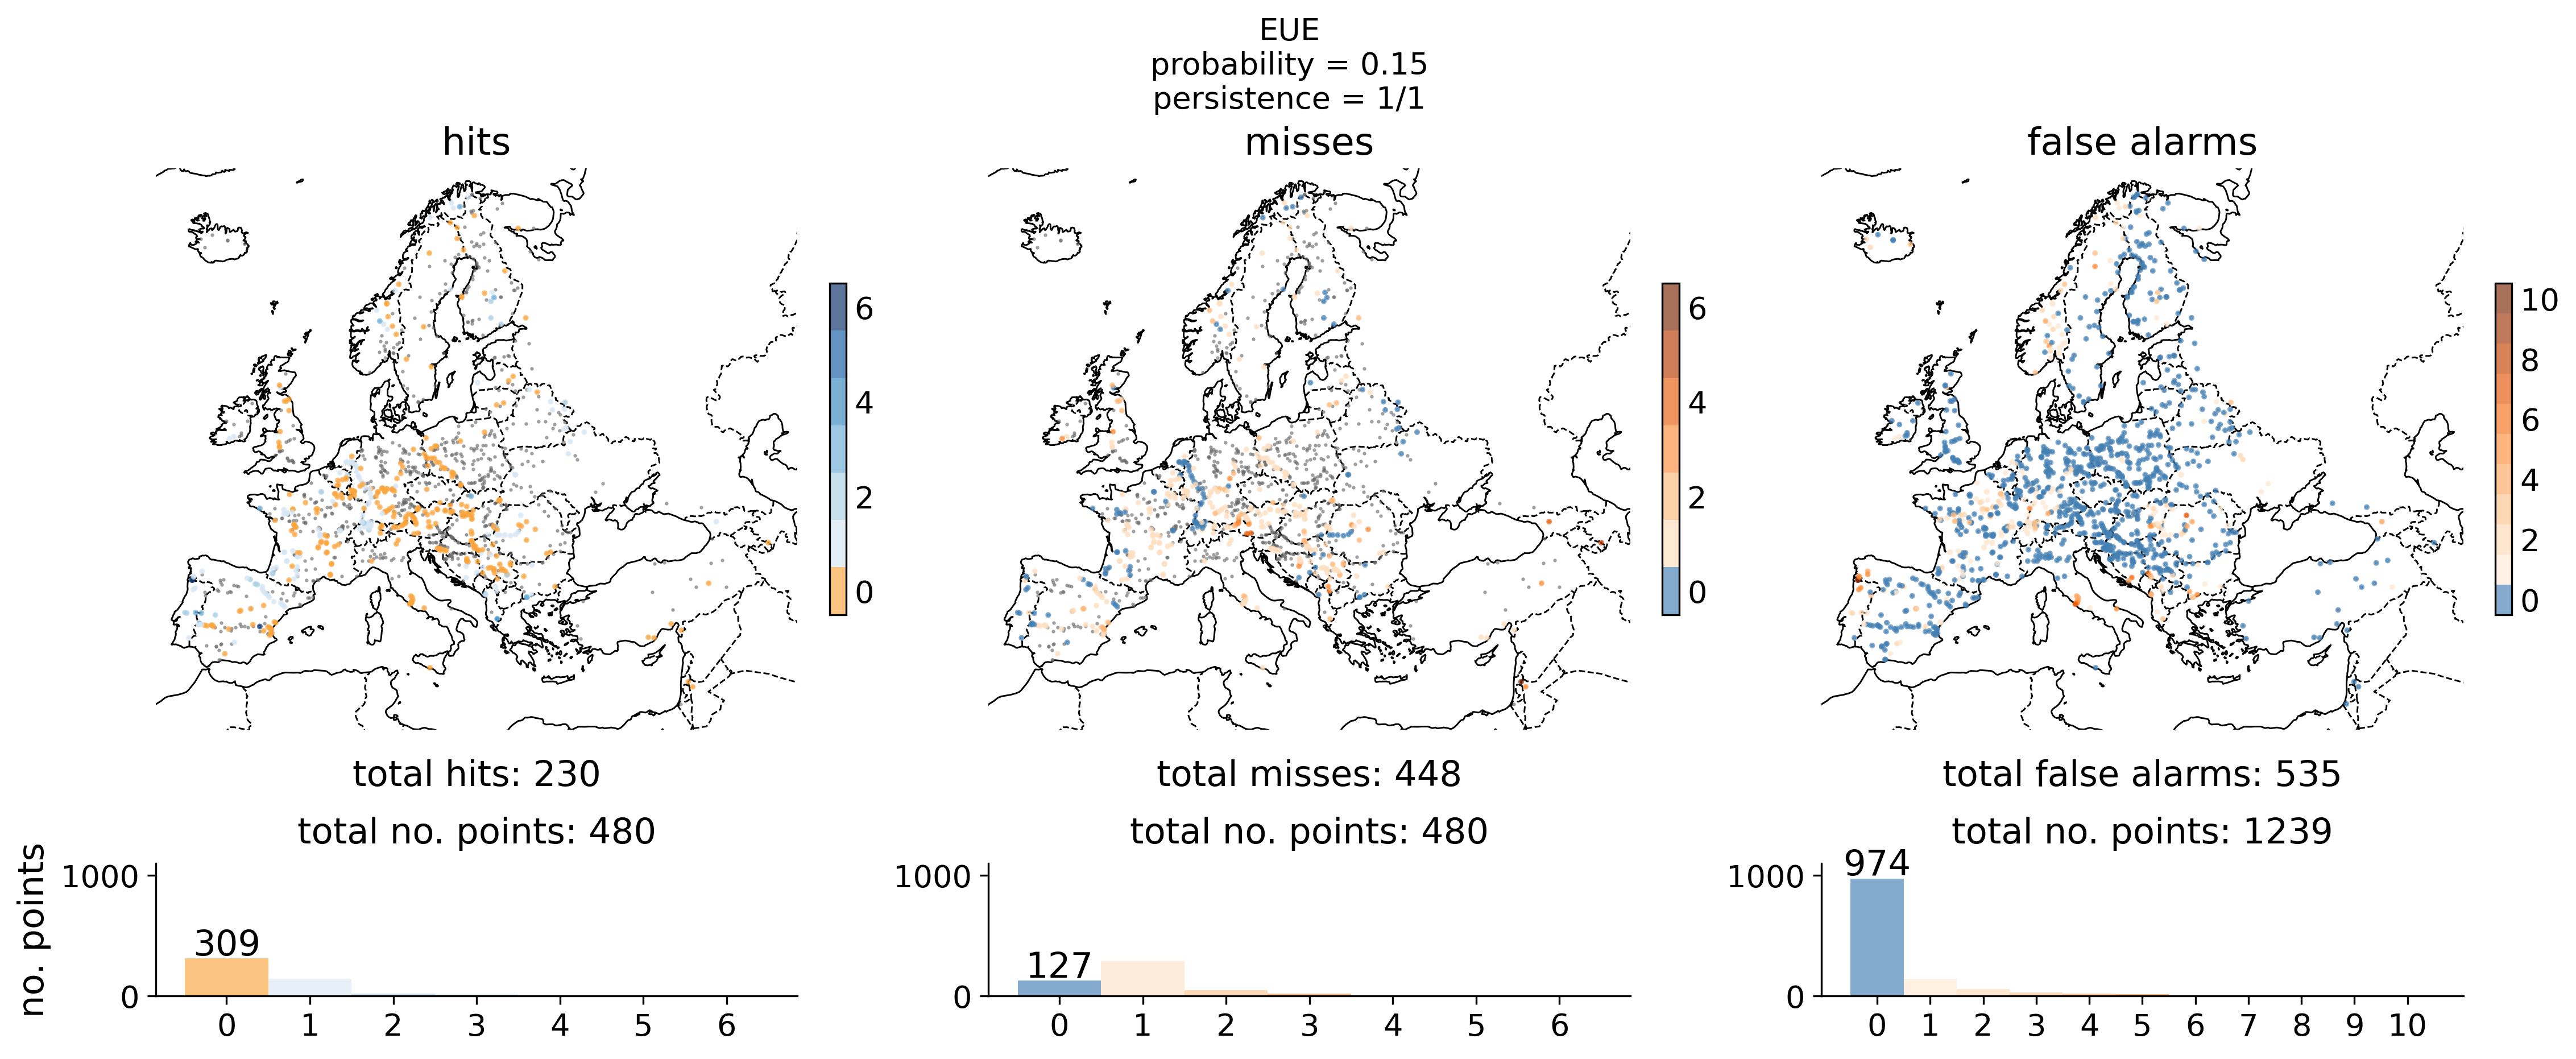 EUE
probability = 0.15
persistence = 1/1
hits
misses
false alarms
6
4
2
0
6
4
2
0
10
8
6
4
2
0
total hits: 230
total misses: 448
total false alarms: 535
total no. points: 480
total no. points: 480
total no. points: 1239
no. points
1000
0
309
0 1 2 3 4 5 6
1000
0
127
0 1 2 3 4 5 6
1000
0
974
0 1 2 3 4 5 6 7 8 9 10